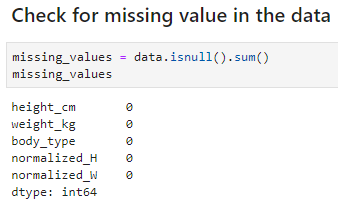 Check for missing value in the data
missing_values = data.isnull().sum()
missing_values
height_cm 0
weight_kg 0
body_type 0
normalized_H 0
normalized_W 0
dtype: int64